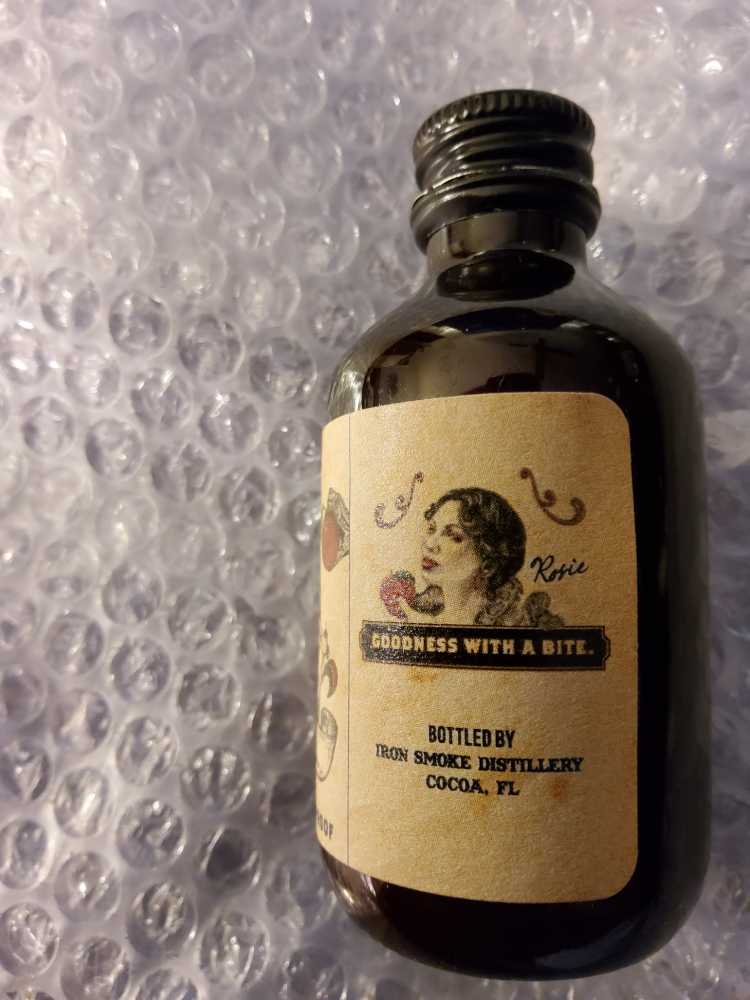 Rosie
GOODNESS WITH A BITE.
BOTTLED BY
IRON SMOKE DISTILLERY
COCOA, FL